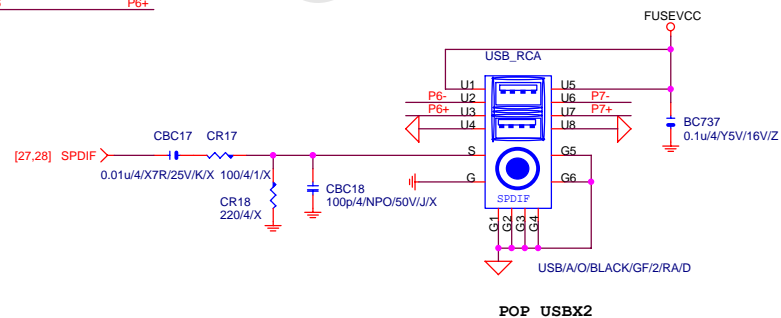 P6+
FUSEVCC
USB_RCA
U1
U5
P6-
U2
U6
P7-
P6+
U3
U7
P7+
U4
U8
BC737
0.1u/4/Y5V/16V/Z
CBC17
CR17
[27,28] SPDIF
S
G5
0.01u/4/X7R/25V/K/X
100/4/1/X
G
G6
CR18
220/4/X
CBC18
100p/4/NPO/50V/J/X
SPDIF
G1
G2
G3
G4
USB/A/O/BLACK/GF/2/RA/D
POP USBX2